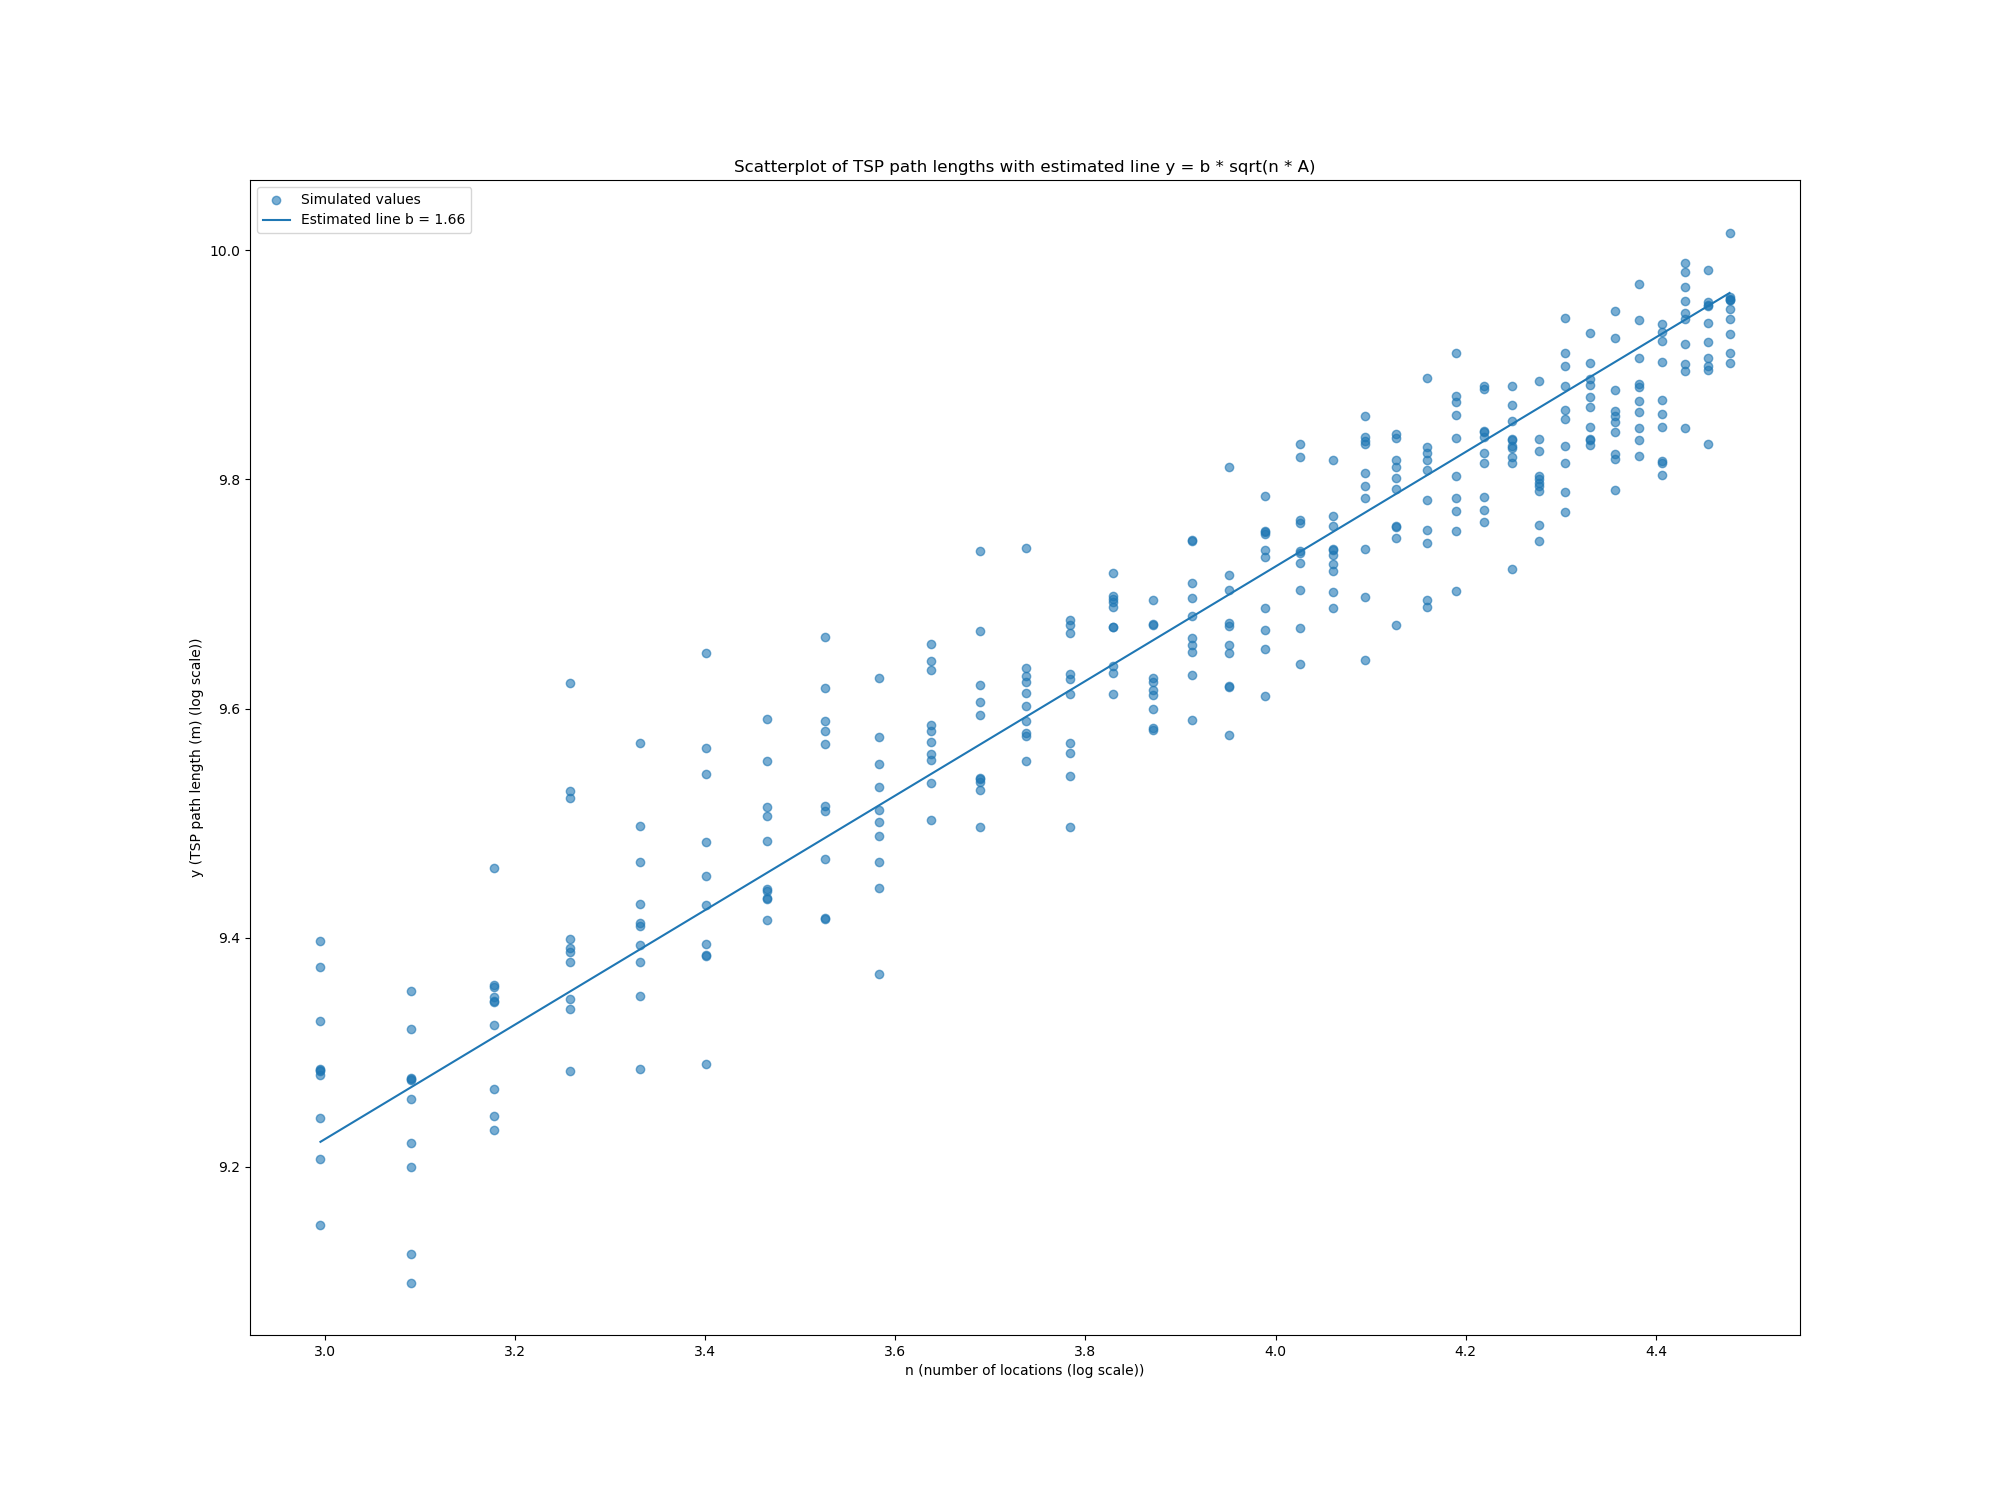 Scatterplot of TSP path lengths with estimated line y = b * sqrt(n * A)
Simulated values
Estimated line b = 1.66
10.0
9.8
9.6
9.4
9.2
y (TSP path length (m) (log scale))
3.0 3.2 3.4 3.6 3.8 4.0 4.2 4.4
n (number of locations (log scale))